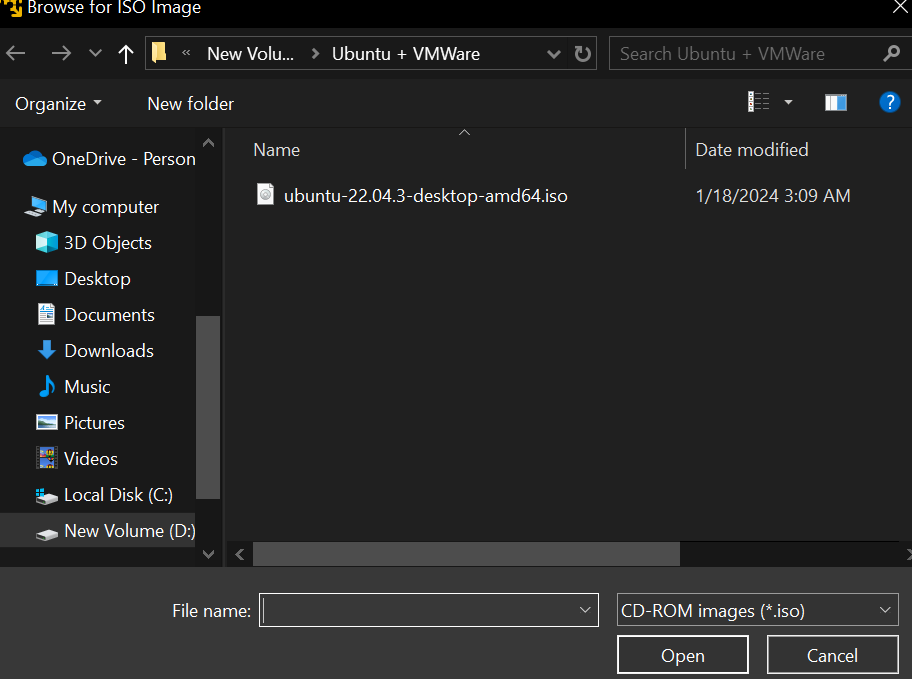 Browse for ISO Image
« New Volu... > Ubuntu + VMWare
Search Ubuntu + VMWare
Organize
New folder
?
Name
Date modified
ubuntu-22.04.3-desktop-amd64.iso
1/18/2024 3:09 AM
OneDrive - Person
My computer
3D Objects
Desktop
Documents
Downloads
Music
Pictures
Videos
Local Disk (C:)
New Volume (D:)
File name:
CD-ROM images (*.iso)
Open
Cancel